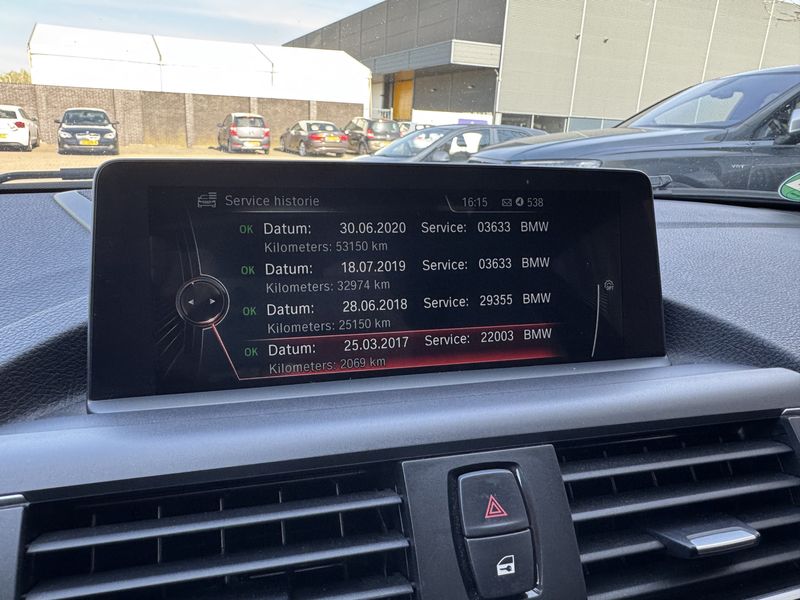 Service historie 16:15 538
OK Datum: 30.06.2020 Service: 03633 BMW
Kilometers: 53150 km
OK Datum: 18.07.2019 Service: 03633 BMW
Kilometers: 32974 km
OK Datum: 28.06.2018 Service: 29355 BMW
Kilometers: 25150 km
OK Datum: 25.03.2017 Service: 22003 BMW
Kilometers: 2069 km